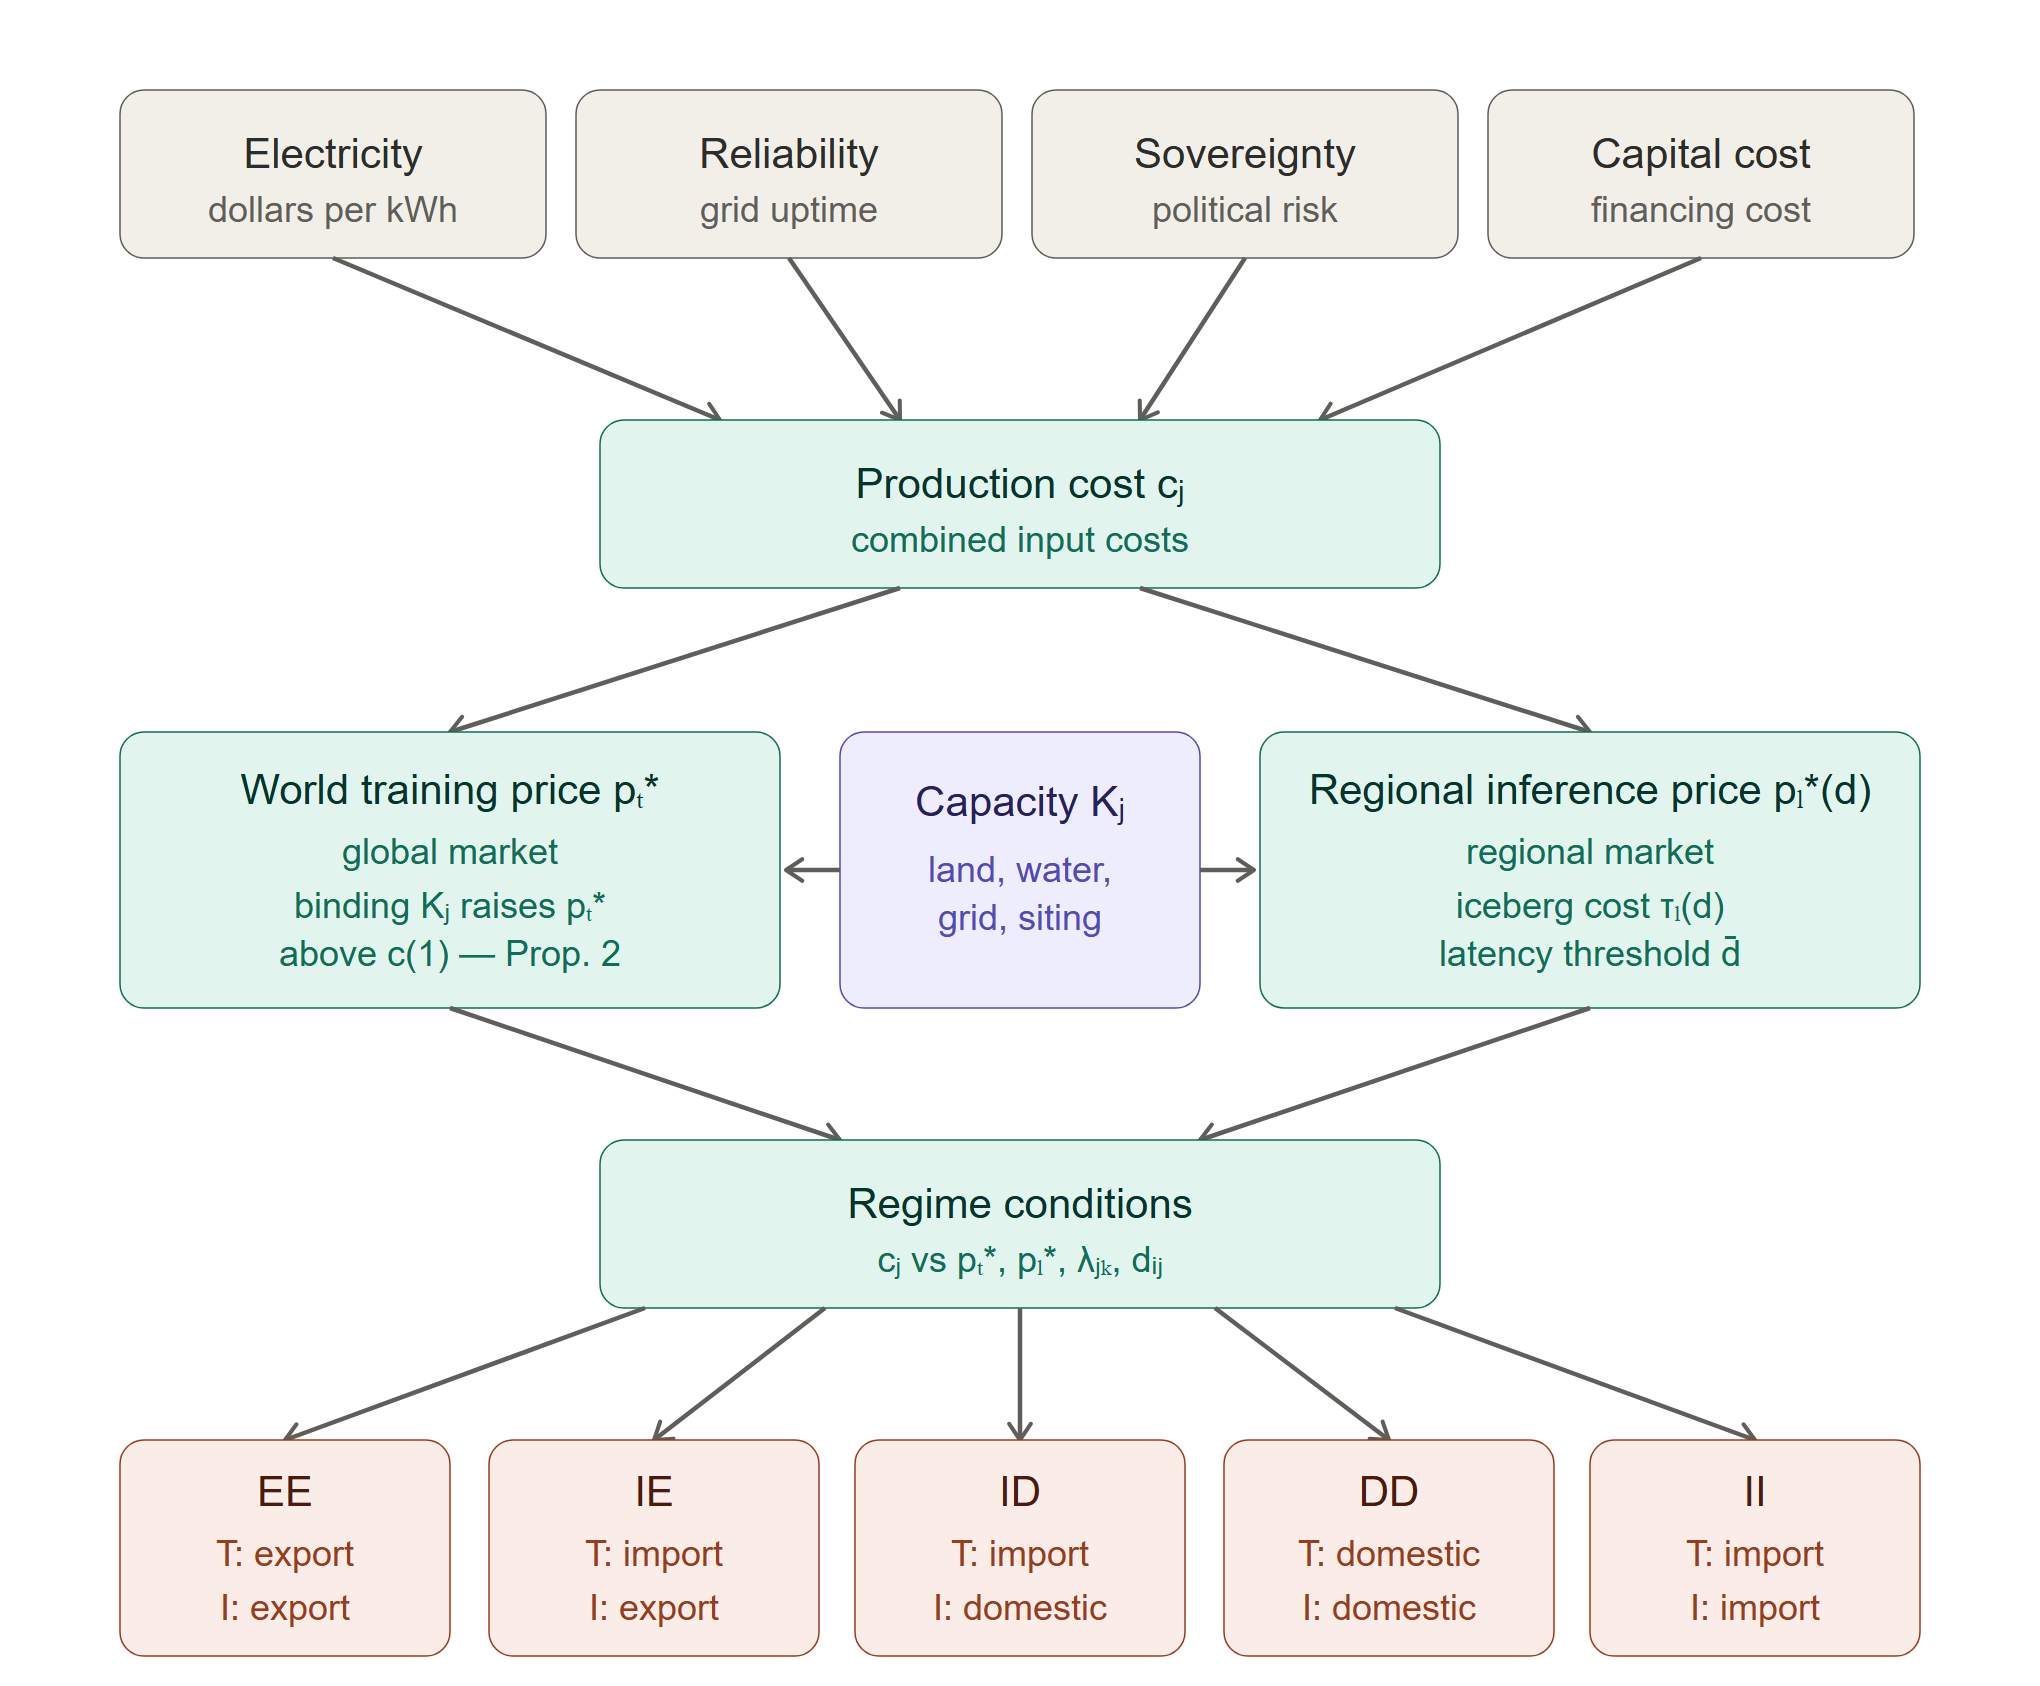 Electricity
dollars per kWh
Reliability
grid uptime
Sovereignty
political risk
Capital cost
financing cost
Production cost cⱼ
combined input costs
World training price pₜ*
global market
binding Kⱼ raises pₜ*
above c(1) — Prop. 2
Capacity Kⱼ
land, water,
grid, siting
Regional inference price pₗ*(d)
regional market
iceberg cost τₗ(d)
latency threshold d̄
Regime conditions
cⱼ vs pₜ*, pₗ*, λⱼₖ, dᵢⱼ
EE
T: export
I: export
IE
T: import
I: export
ID
T: import
I: domestic
DD
T: domestic
I: domestic
II
T: import
I: import